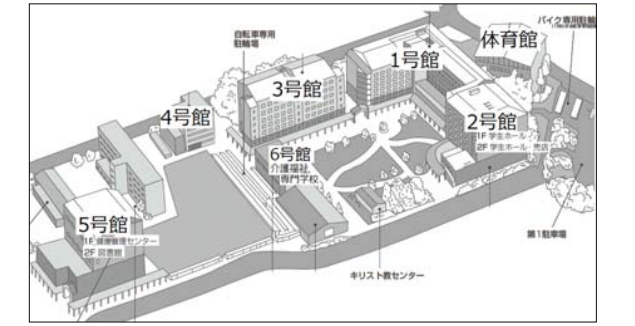 自転車専用
駐輪場
1号館
体育館
バイク専用駐輪
3号館
4号館
2号館
1F 学生ホール
2F 学生ホール・売店
6号館
介護福祉
専門学校
5号館
1F 健康管理センター
2F 図書館
第1駐車場
キリスト教センター